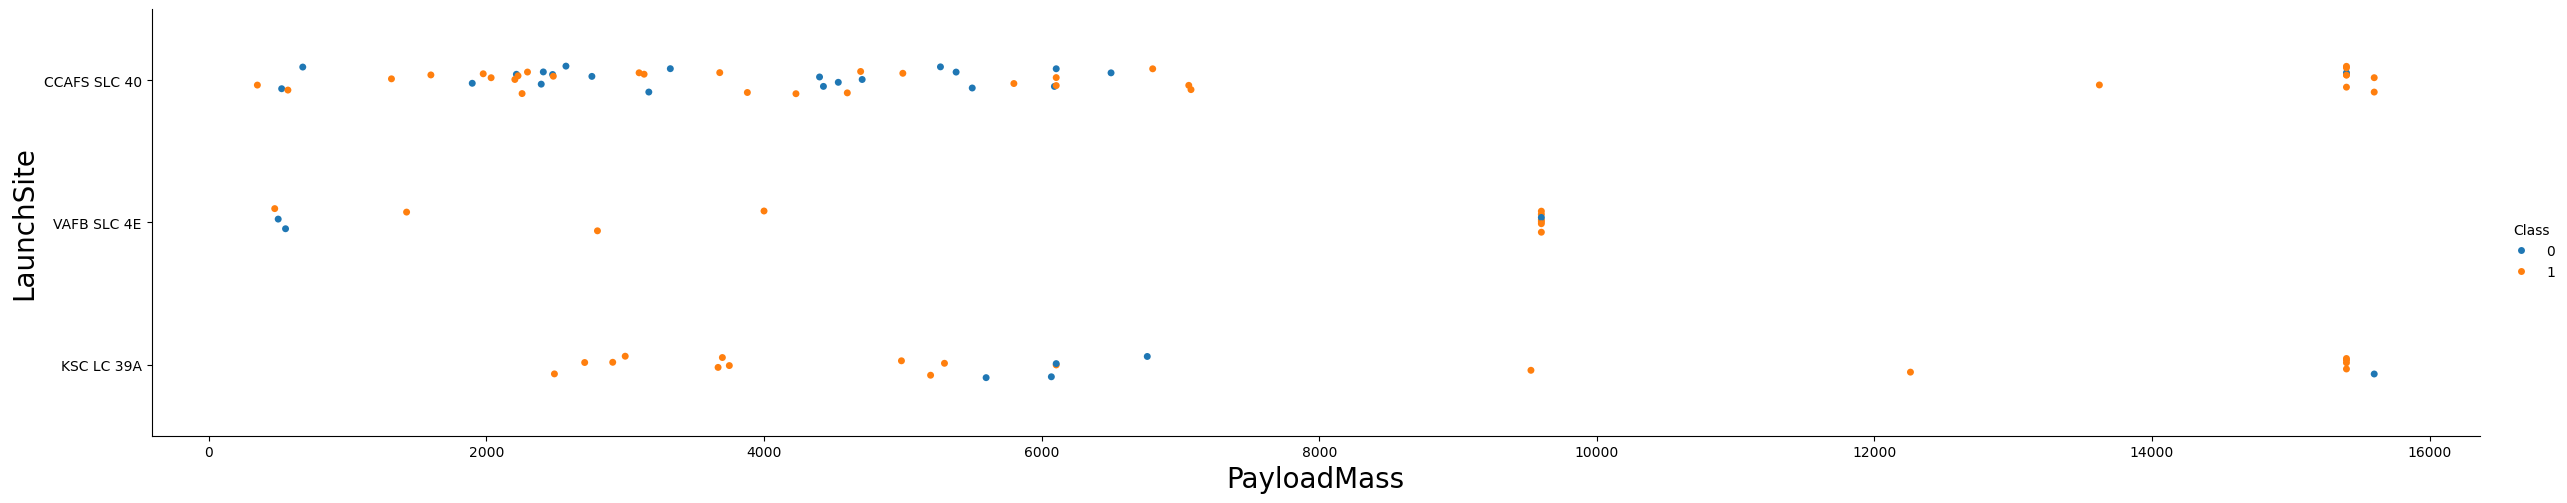 LaunchSite
CCAFS SLC 40
VAFB SLC 4E
KSC LC 39A
0 2000 4000 6000 8000 10000 12000 14000 16000
PayloadMass
Class
0
1